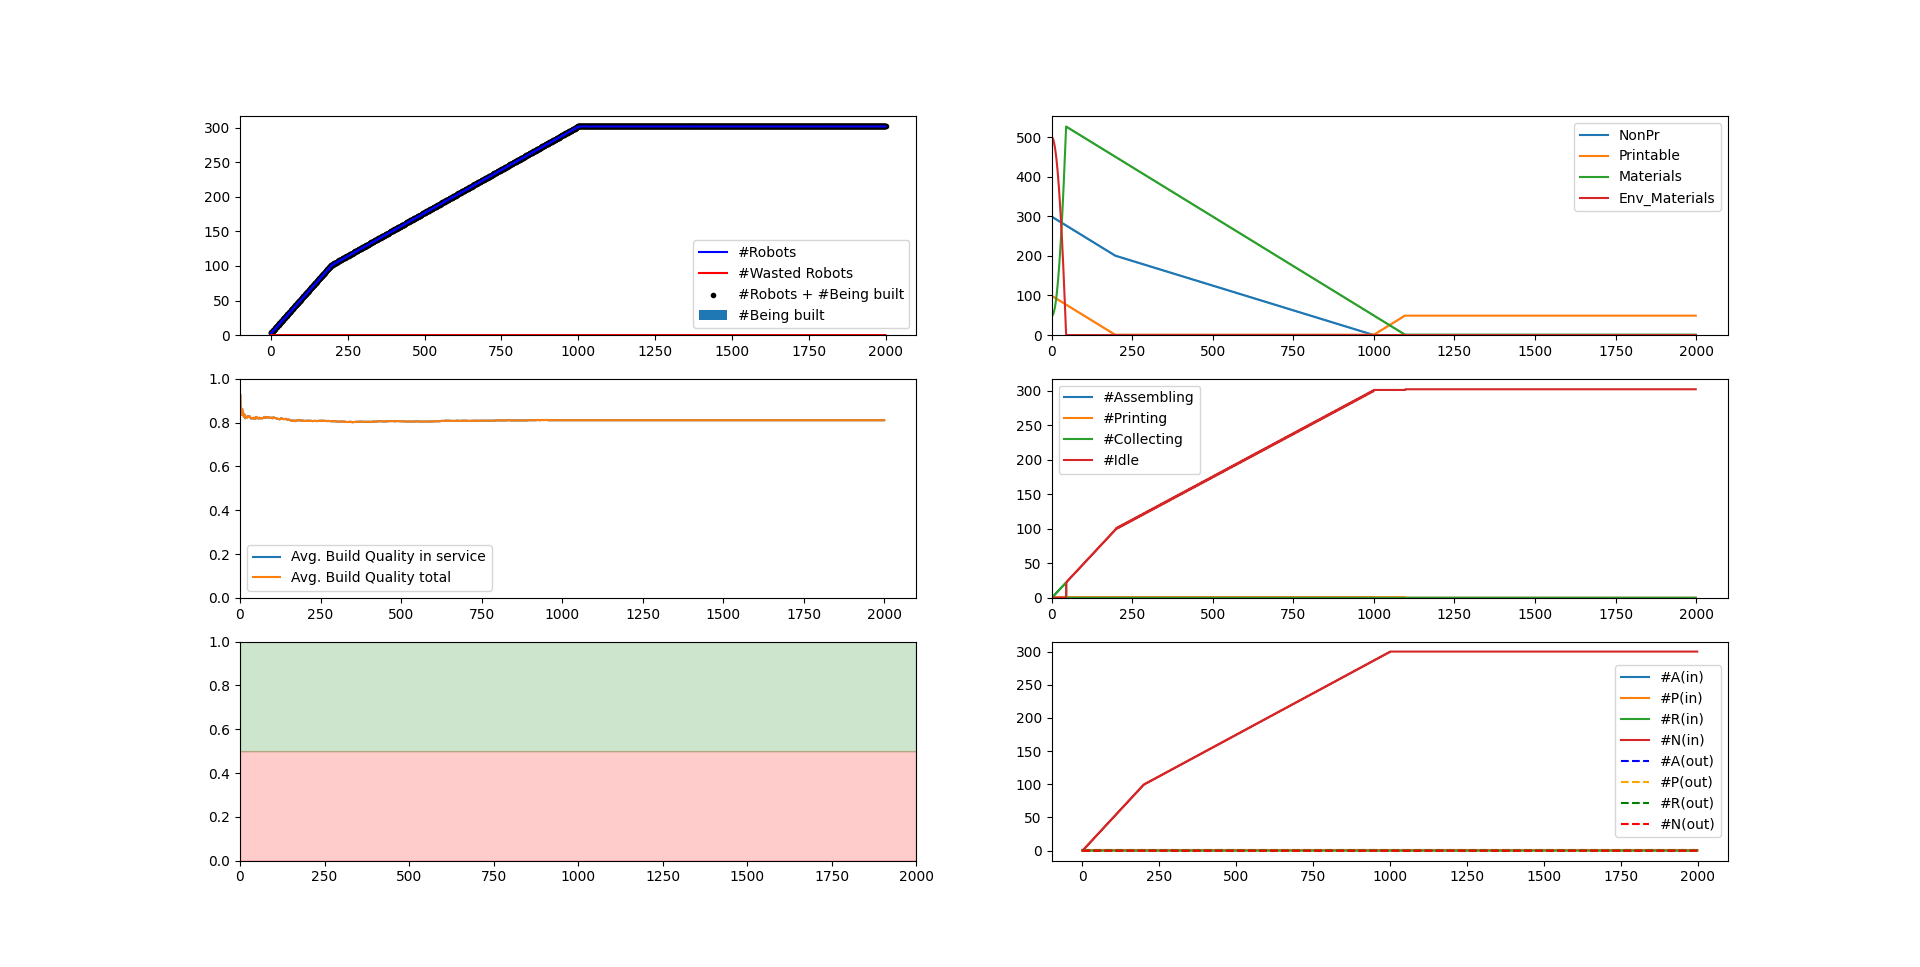 300
250
200
150
100
50
0
0 250 500 750 1000 1250 1500 1750 2000
#Robots
#Wasted Robots
#Robots + #Being built
#Being built
500
400
300
200
100
0
0 250 500 750 1000 1250 1500 1750 2000
NonPr
Printable
Materials
Env_Materials
1.0
0.8
0.6
0.4
0.2
0.0
0 250 500 750 1000 1250 1500 1750 2000
Avg. Build Quality in service
Avg. Build Quality total
300
250
200
150
100
50
0
0 250 500 750 1000 1250 1500 1750 2000
#Assembling
#Printing
#Collecting
#Idle
1.0
0.8
0.6
0.4
0.2
0.0
0 250 500 750 1000 1250 1500 1750 2000
300
250
200
150
100
50
0
0 250 500 750 1000 1250 1500 1750 2000
#A(in)
#P(in)
#R(in)
#N(in)
#A(out)
#P(out)
#R(out)
#N(out)